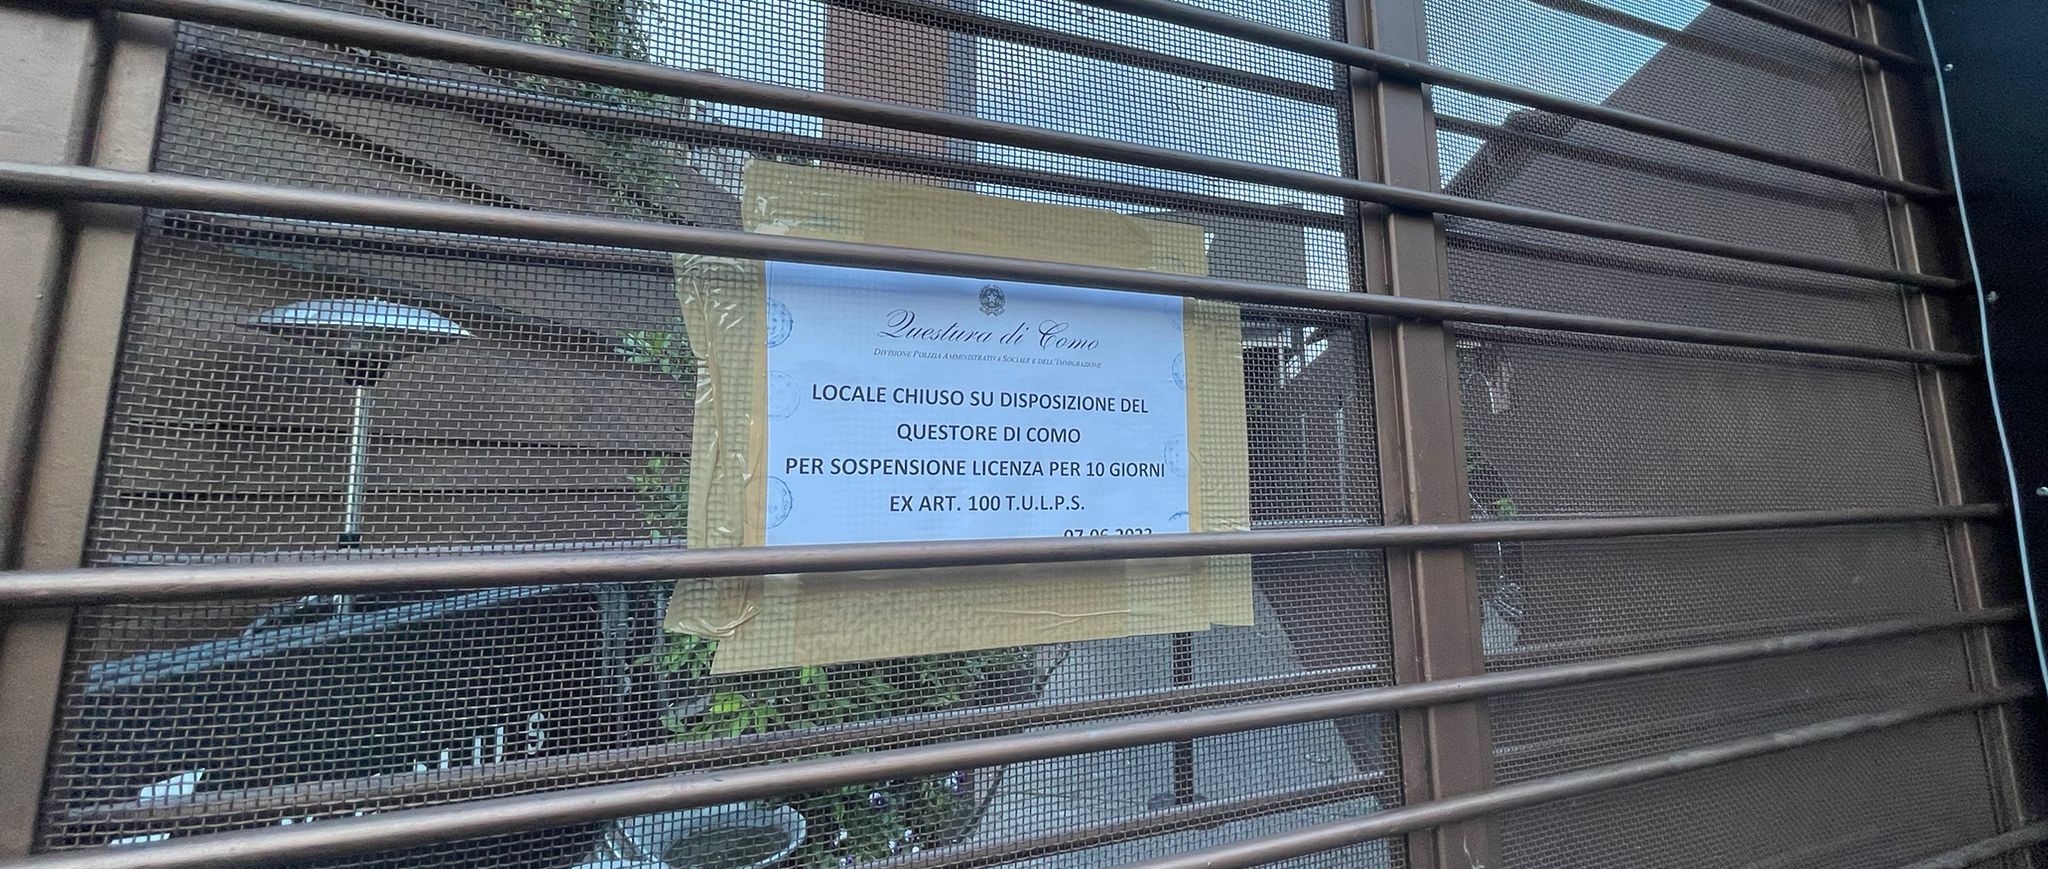 Questura di Como
DIVISIONE POLIZIA AMMINISTRATIVA SOCIALE E DELL'IMMIGRAZIONE
LOCALE CHIUSO SU DISPOSIZIONE DEL
QUESTORE DI COMO
PER SOSPENSIONE LICENZA PER 10 GIORNI
EX ART. 100 T.U.L.P.S.